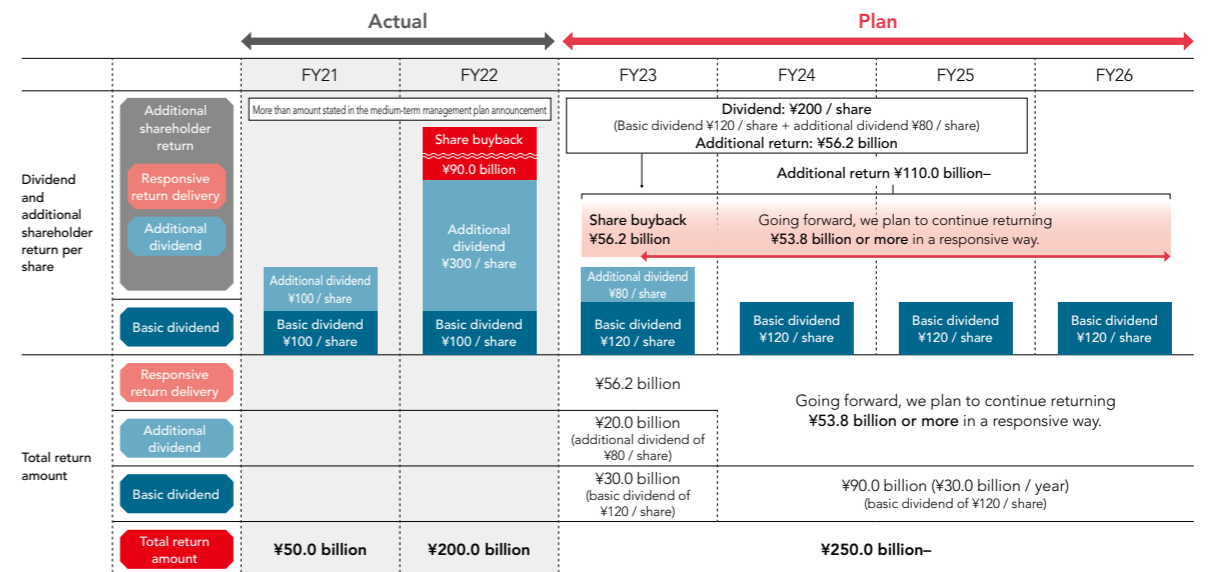 Actual
Plan
FY21
FY22
FY23
FY24
FY25
FY26
Dividend
and
additional
shareholder
return per
share
Additional
shareholder
return
Responsive
return delivery
Additional
dividend
Basic dividend
More than amount stated in the medium-term management plan announcement
Additional dividend
¥100 / share
Basic dividend
¥100 / share
Share buyback
¥90.0 billion
Additional
dividend
¥300 / share
Basic dividend
¥100 / share
Dividend: ¥200 / share
(Basic dividend ¥120 / share + additional dividend ¥80 / share)
Additional return: ¥56.2 billion
Additional return ¥110.0 billion–
Share buyback
¥56.2 billion
Going forward, we plan to continue returning
¥53.8 billion or more in a responsive way.
Additional dividend
¥80 / share
Basic dividend
¥120 / share
Basic dividend
¥120 / share
Basic dividend
¥120 / share
Basic dividend
¥120 / share
Total return
amount
Responsive
return delivery
¥56.2 billion
Going forward, we plan to continue returning
¥53.8 billion or more in a responsive way.
Additional
dividend
¥20.0 billion
(additional dividend of
¥80 / share)
Basic dividend
¥30.0 billion
(basic dividend of
¥120 / share)
¥90.0 billion (¥30.0 billion / year)
(basic dividend of ¥120 / share)
Total return
amount
¥50.0 billion
¥200.0 billion
¥250.0 billion–